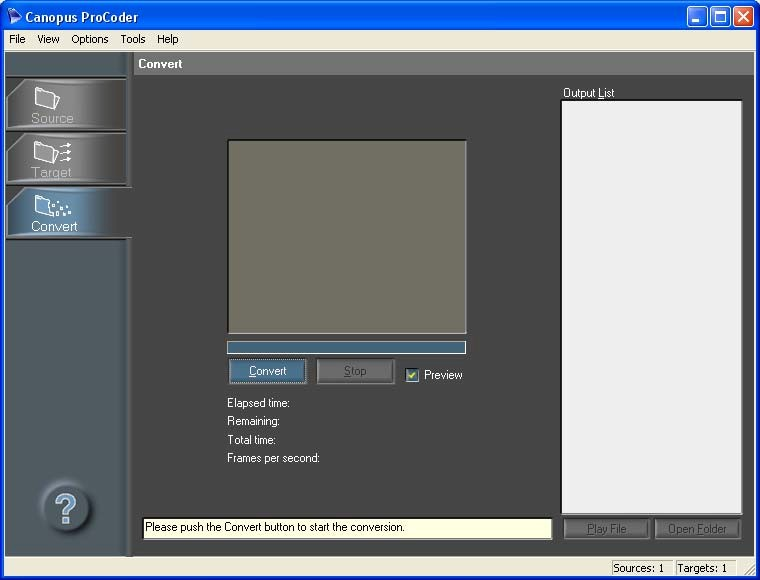 Canopus ProCoder
File View Options Tools Help
Convert
Source
Target
Convert
Output List
Convert
Stop
Preview
Elapsed time:
Remaining:
Total time:
Frames per second:
?
Please push the Convert button to start the conversion.
Play File
Open Folder
Sources: 1
Targets: 1